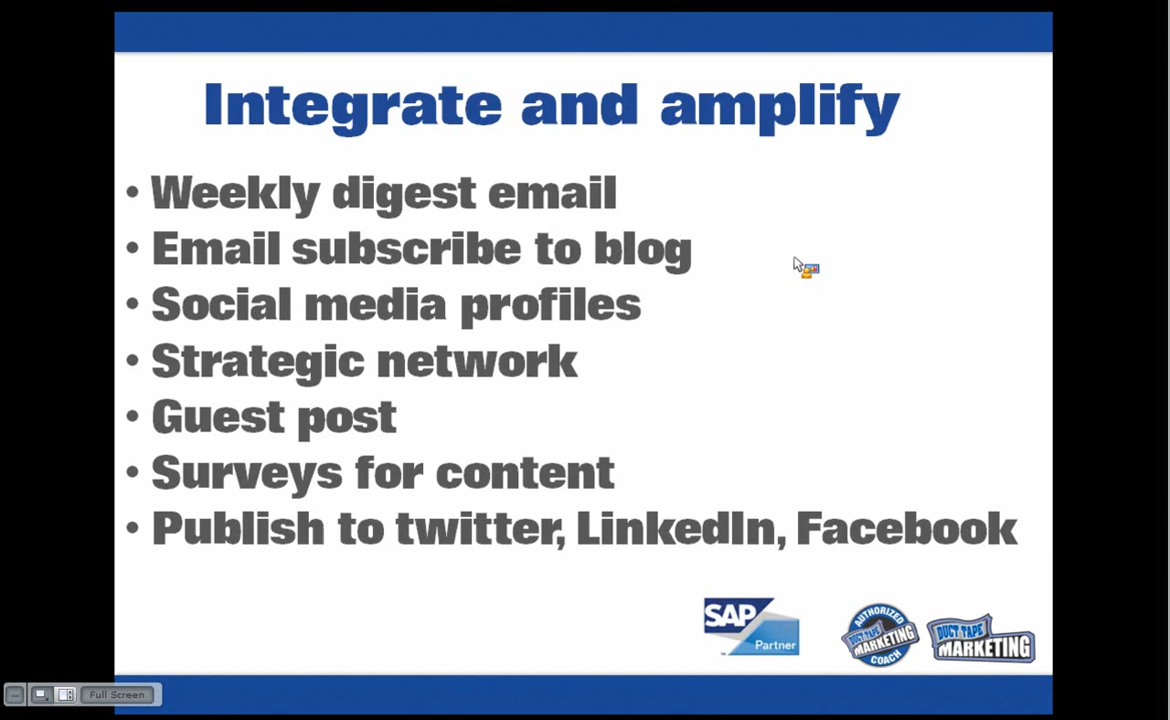 Integrate and amplify
• Weekly digest email
• Email subscribe to blog
• Social media profiles
• Strategic network
• Guest post
• Surveys for content
• Publish to twitter, LinkedIn, Facebook
SAP
Partner
AUTHORIZED
DUCT TAPE
MARKETING
COACH
DUCT TAPE
MARKETING
Full Screen